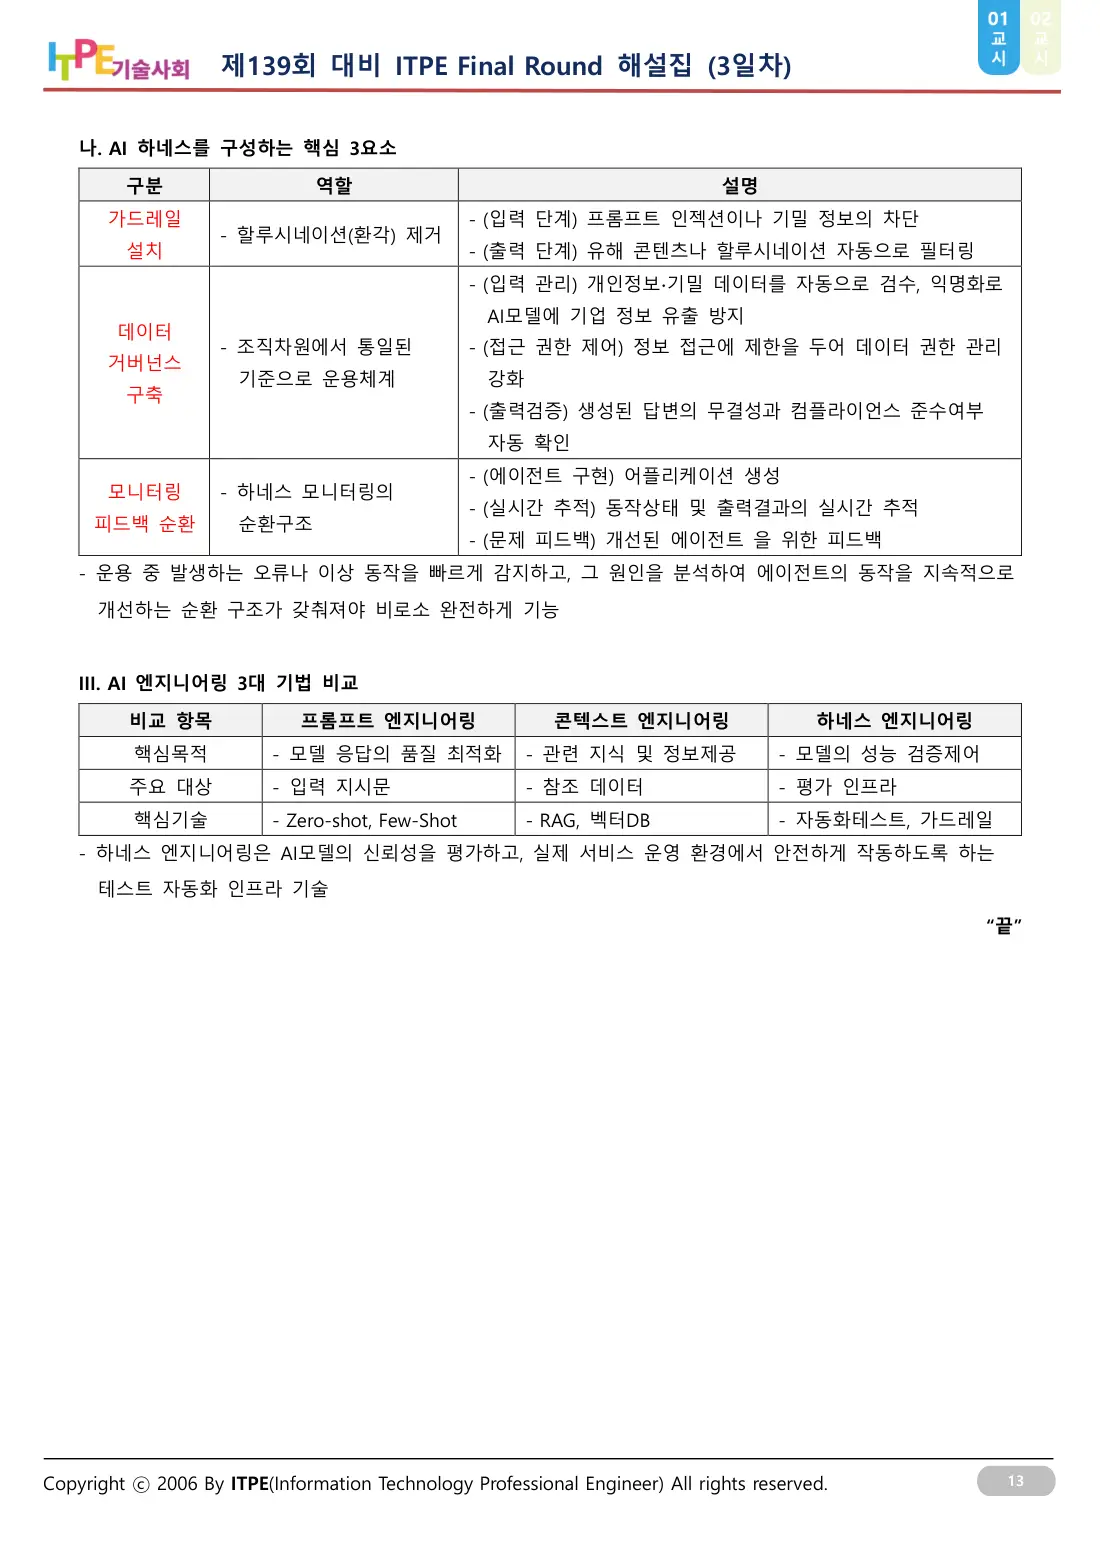 01
교
시
02
교
시
ITPE기술사회
제139회 대비 ITPE Final Round 해설집 (3일차)
나. AI 하네스를 구성하는 핵심 3요소
구분 역할 설명
가드레일
설치
- 할루시네이션(환각) 제거
- (입력 단계) 프롬프트 인젝션이나 기밀 정보의 차단
- (출력 단계) 유해 콘텐츠나 할루시네이션 자동으로 필터링
데이터
거버넌스
구축
- 조직차원에서 통일된
기준으로 운용체계
- (입력 관리) 개인정보·기밀 데이터를 자동으로 검수, 익명화로
AI모델에 기업 정보 유출 방지
- (접근 권한 제어) 정보 접근에 제한을 두어 데이터 권한 관리
강화
- (출력검증) 생성된 답변의 무결성과 컴플라이언스 준수여부
자동 확인
모니터링
피드백 순환
- 하네스 모니터링의
순환구조
- (에이전트 구현) 어플리케이션 생성
- (실시간 추적) 동작상태 및 출력결과의 실시간 추적
- (문제 피드백) 개선된 에이전트 을 위한 피드백
- 운용 중 발생하는 오류나 이상 동작을 빠르게 감지하고, 그 원인을 분석하여 에이전트의 동작을 지속적으로
개선하는 순환 구조가 갖춰져야 비로소 완전하게 기능
III. AI 엔지니어링 3대 기법 비교
비교 항목 프롬프트 엔지니어링 콘텍스트 엔지니어링 하네스 엔지니어링
핵심목적 - 모델 응답의 품질 최적화 - 관련 지식 및 정보제공 - 모델의 성능 검증제어
주요 대상 - 입력 지시문 - 참조 데이터 - 평가 인프라
핵심기술 - Zero-shot, Few-Shot - RAG, 벡터DB - 자동화테스트, 가드레일
- 하네스 엔지니어링은 AI모델의 신뢰성을 평가하고, 실제 서비스 운영 환경에서 안전하게 작동하도록 하는
테스트 자동화 인프라 기술
“끝”
Copyright ⓒ 2006 By ITPE(Information Technology Professional Engineer) All rights reserved.
13